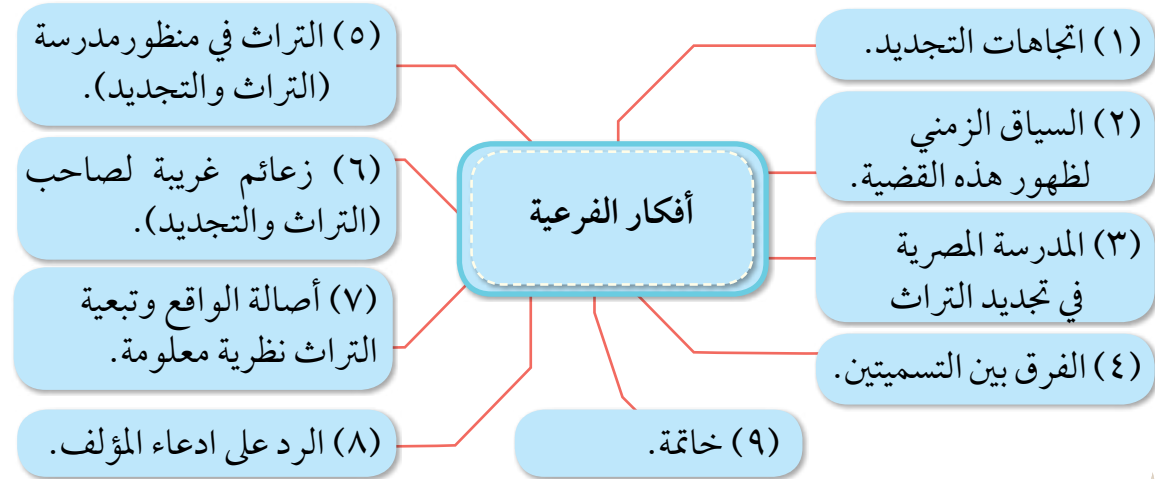 أفكار الفرعية
(١) اتجاهات التجديد.
(٢) السياق الزمني
لظهور هذه القضية.
(٣) المدرسة المصرية
في تجديد التراث
(٤) الفرق بين التسميتين.
(٥) التراث في منظورمدرسة
(التراث والتجديد).
(٦) زعائم غريبة لصاحب
(التراث والتجديد).
(٧) أصالة الواقع وتبعية
التراث نظرية معلومة.
(٨) الرد على ادعاء المؤلف.
(٩) خاتمة.